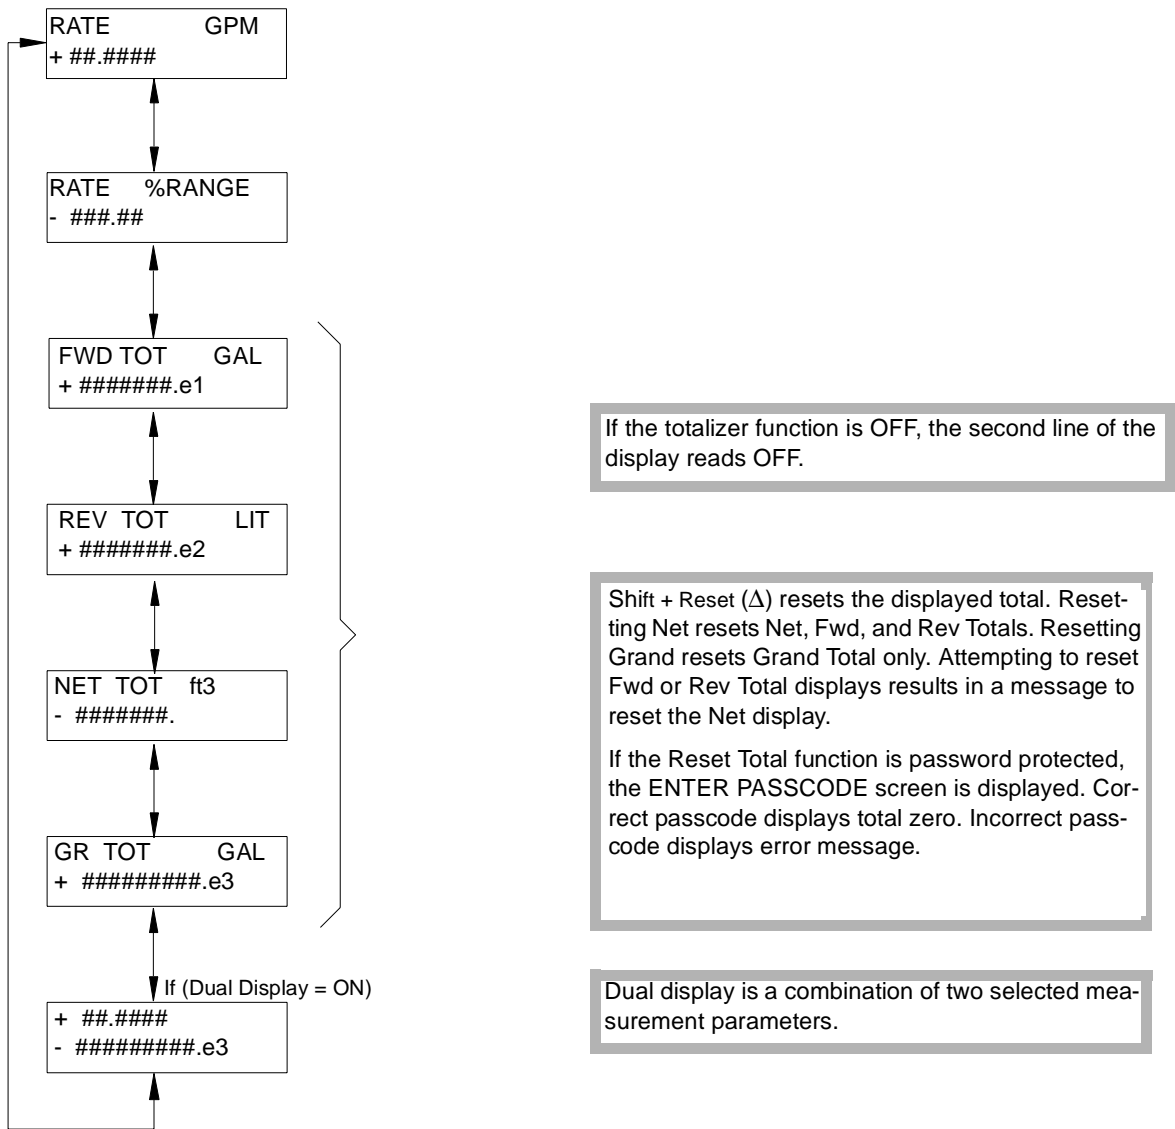 RATE GPM
+ ##.####
RATE %RANGE
- ###.##
FWD TOT GAL
+ #######.e1
REV TOT LIT
+ #######.e2
NET TOT ft3
- #######.
GR TOT GAL
+ #########.e3
If (Dual Display = ON)
+ ##.####
- #########.e3
If the totalizer function is OFF, the second line of the
display reads OFF.
Shift + Reset (Δ) resets the displayed total. Reset-
ting Net resets Net, Fwd, and Rev Totals. Resetting
Grand resets Grand Total only. Attempting to reset
Fwd or Rev Total displays results in a message to
reset the Net display.
If the Reset Total function is password protected,
the ENTER PASSCODE screen is displayed. Cor-
rect passcode displays total zero. Incorrect pass-
code displays error message.
Dual display is a combination of two selected mea-
surement parameters.